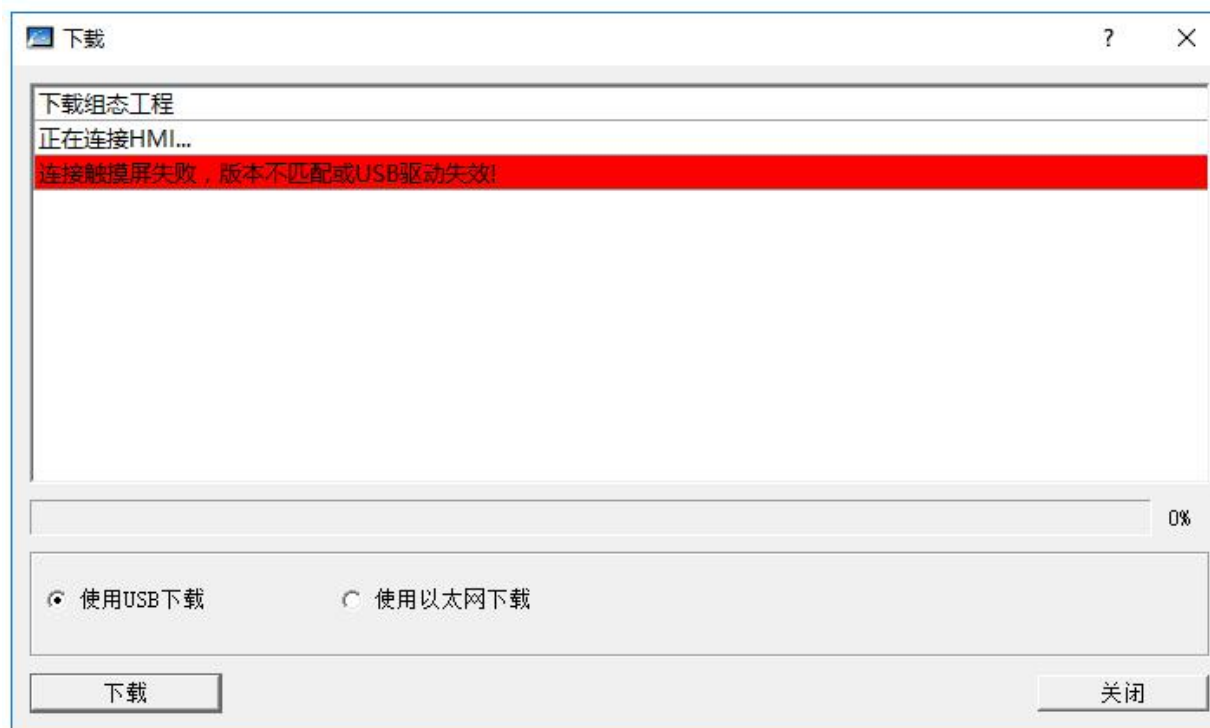 下载
?
下载组态工程
正在连接HMI...
连接触摸屏失败，版本不匹配或USB驱动失效!
0%
使用USB下载 使用以太网下载
下载 关闭